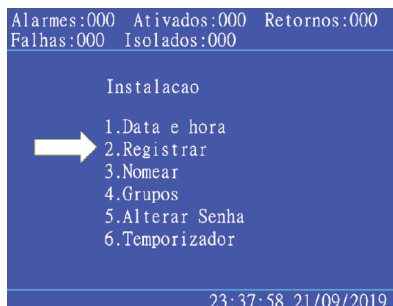 Alarmes:000 Ativados:000 Retornos:000
Falhas:000 Isolados:000
Instalacao
1.Data e hora
2.Registrar
3.Nomear
4.Grupos
5.Alterar Senha
6.Temporizador
23:37:58 21/09/2019